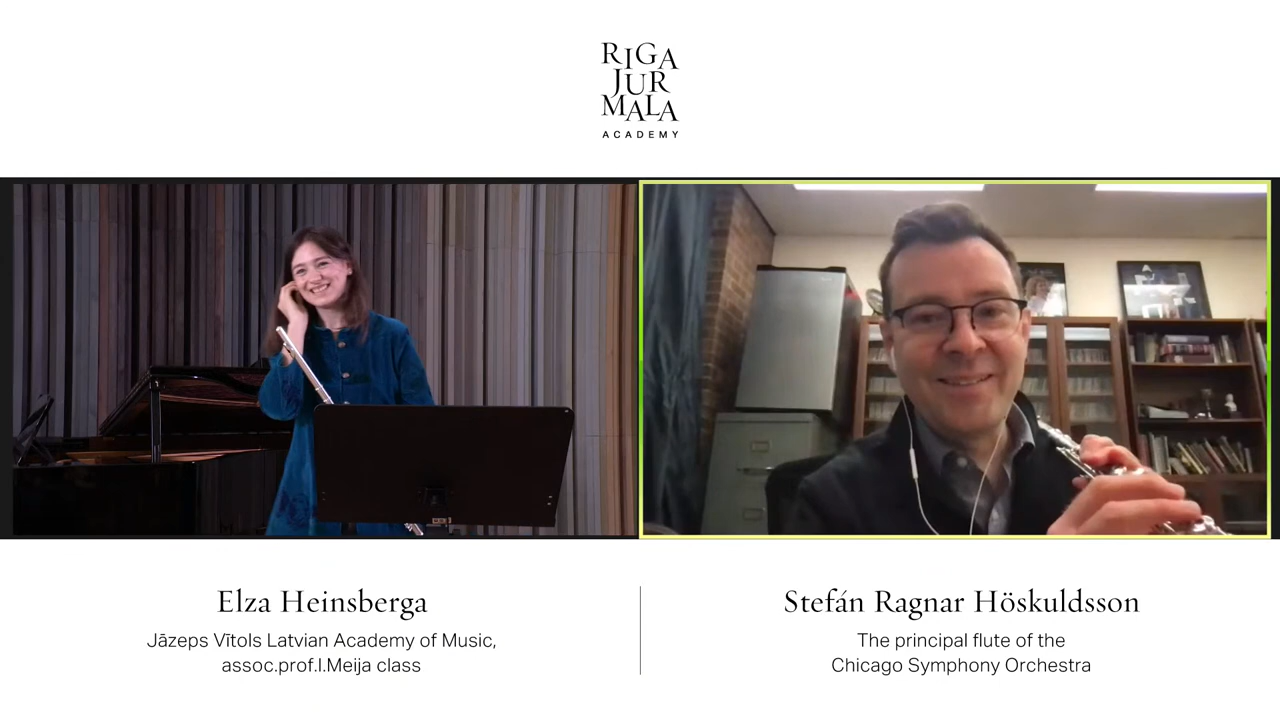 RIGA
JUR
MALA
ACADEMY
Elza Heinsberga
Jāzeps Vītols Latvian Academy of Music,
assoc.prof.I.Meija class
Stefán Ragnar Höskuldsson
The principal flute of the
Chicago Symphony Orchestra